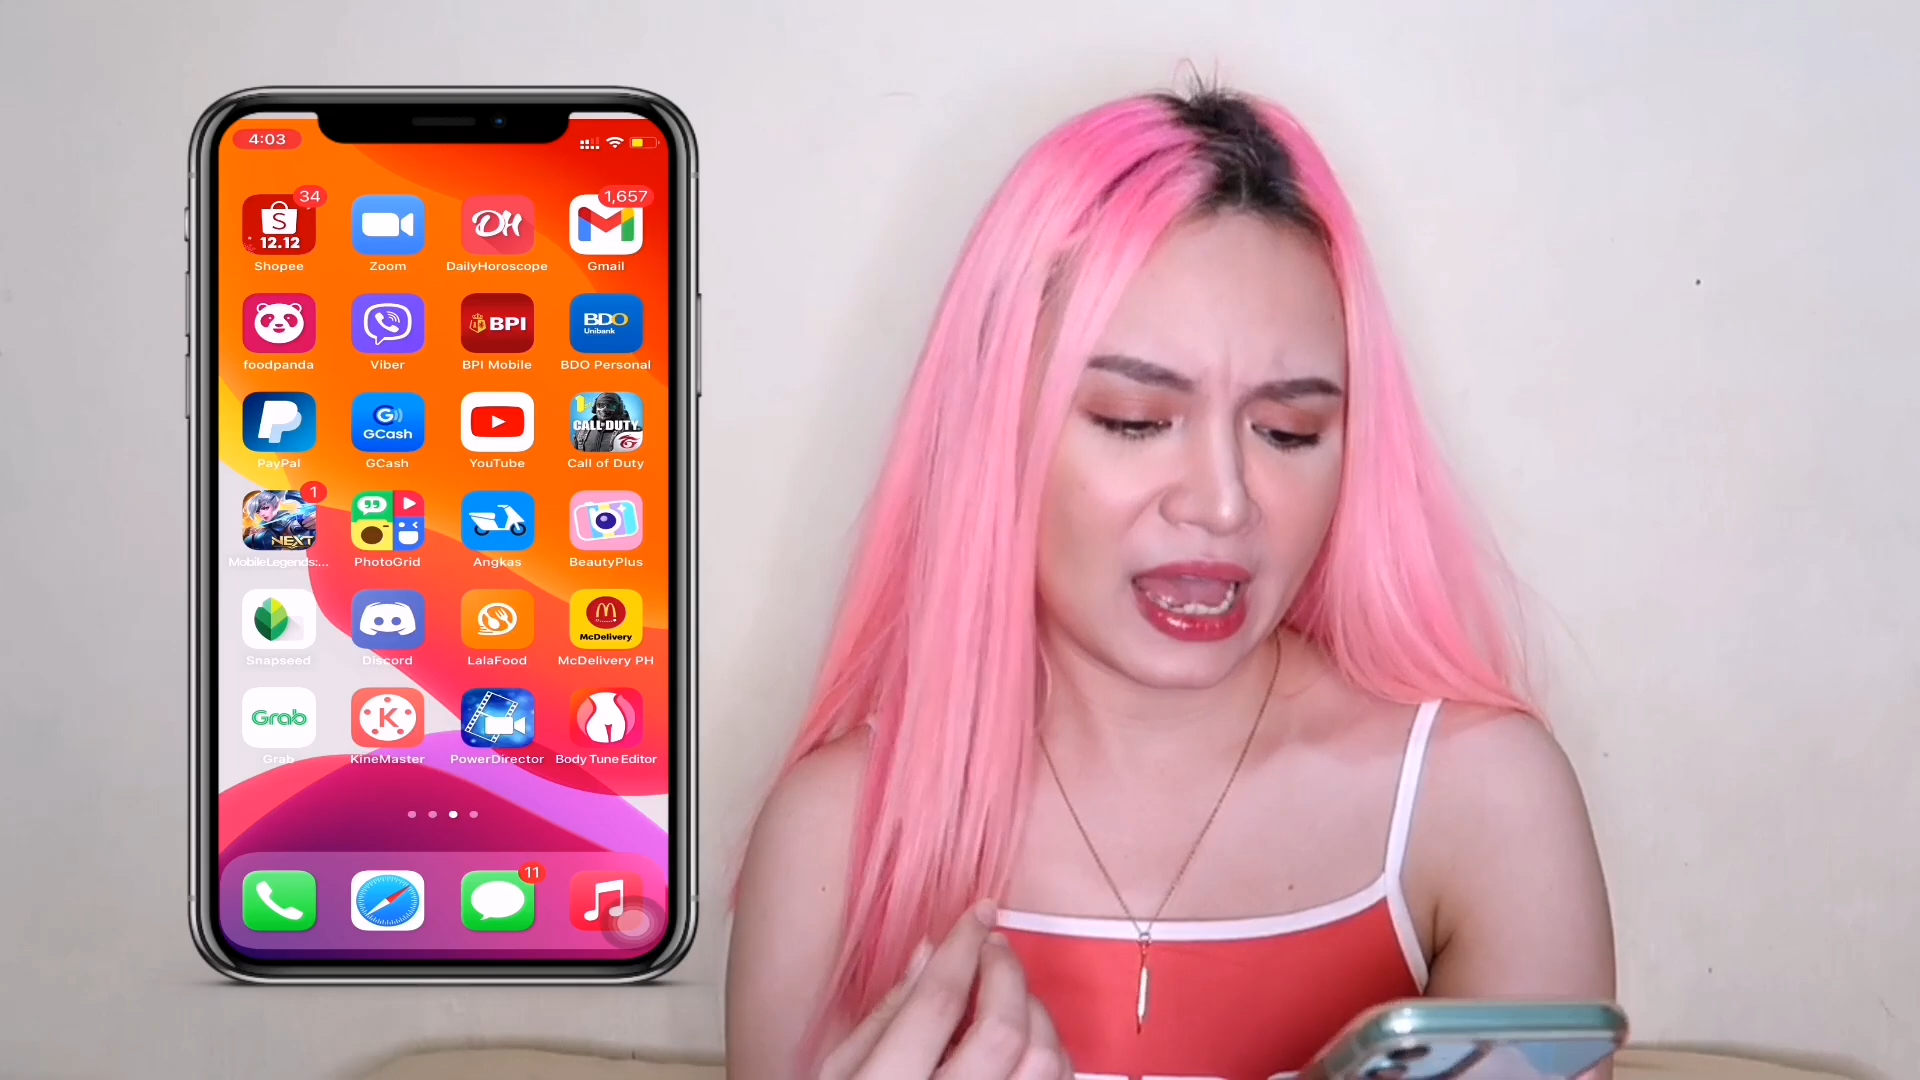 4:03
34 1,657
S
12.12
DH
Shopee Zoom DailyHoroscope Gmail
BPI BDO
Unibank
foodpanda Viber BPI Mobile BDO Personal
G
GCash CALL DUTY
PayPal GCash YouTube Call of Duty
1
NEXT
MobileLegends:... PhotoGrid Angkas BeautyPlus
McDelivery
Snapseed Discord LalaFood McDelivery PH
Grab K
Grab KineMaster PowerDirector Body Tune Editor
11